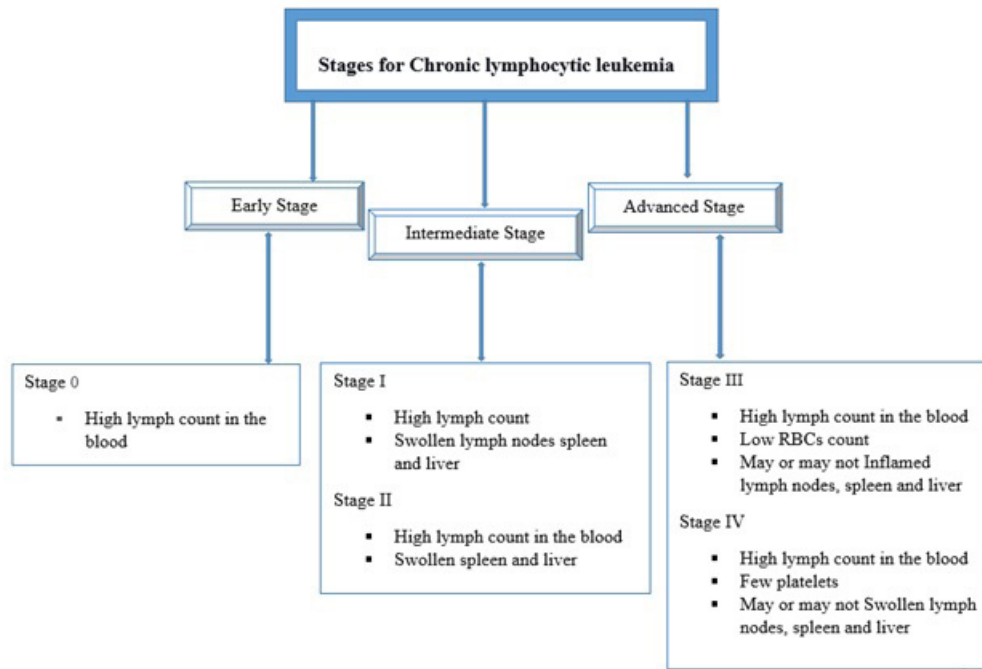 Stages for Chronic lymphocytic leukemia
Early Stage
Intermediate Stage
Advanced Stage
Stage 0
▪ High lymph count in the
blood
Stage I
▪ High lymph count
▪ Swollen lymph nodes spleen
and liver
Stage II
▪ High lymph count in the blood
▪ Swollen spleen and liver
Stage III
▪ High lymph count in the blood
▪ Low RBCs count
▪ May or may not Inflamed
lymph nodes, spleen and liver
Stage IV
▪ High lymph count in the blood
▪ Few platelets
▪ May or may not Swollen lymph
nodes, spleen and liver